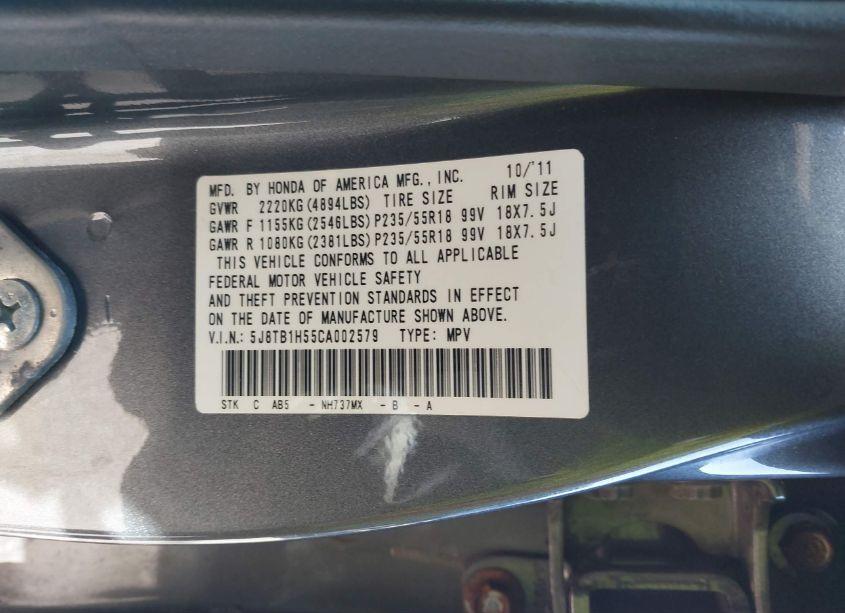 MFD. BY HONDA OF AMERICA MFG., INC. 10/'11
GVWR 2220KG(4894LBS) TIRE SIZE RIM SIZE
GAWR F 1155KG(2546LBS)P235/55R18 99V 18X7.5J
GAWR R 1080KG(2381LBS)P235/55R18 99V 18X7.5J
THIS VEHICLE CONFORMS TO ALL APPLICABLE
FEDERAL MOTOR VEHICLE SAFETY
AND THEFT PREVENTION STANDARDS IN EFFECT
ON THE DATE OF MANUFACTURE SHOWN ABOVE.
V.I.N.: 5J8TB1H55CA002579 TYPE: MPV
STK C AB5 - NH737MX - B - A